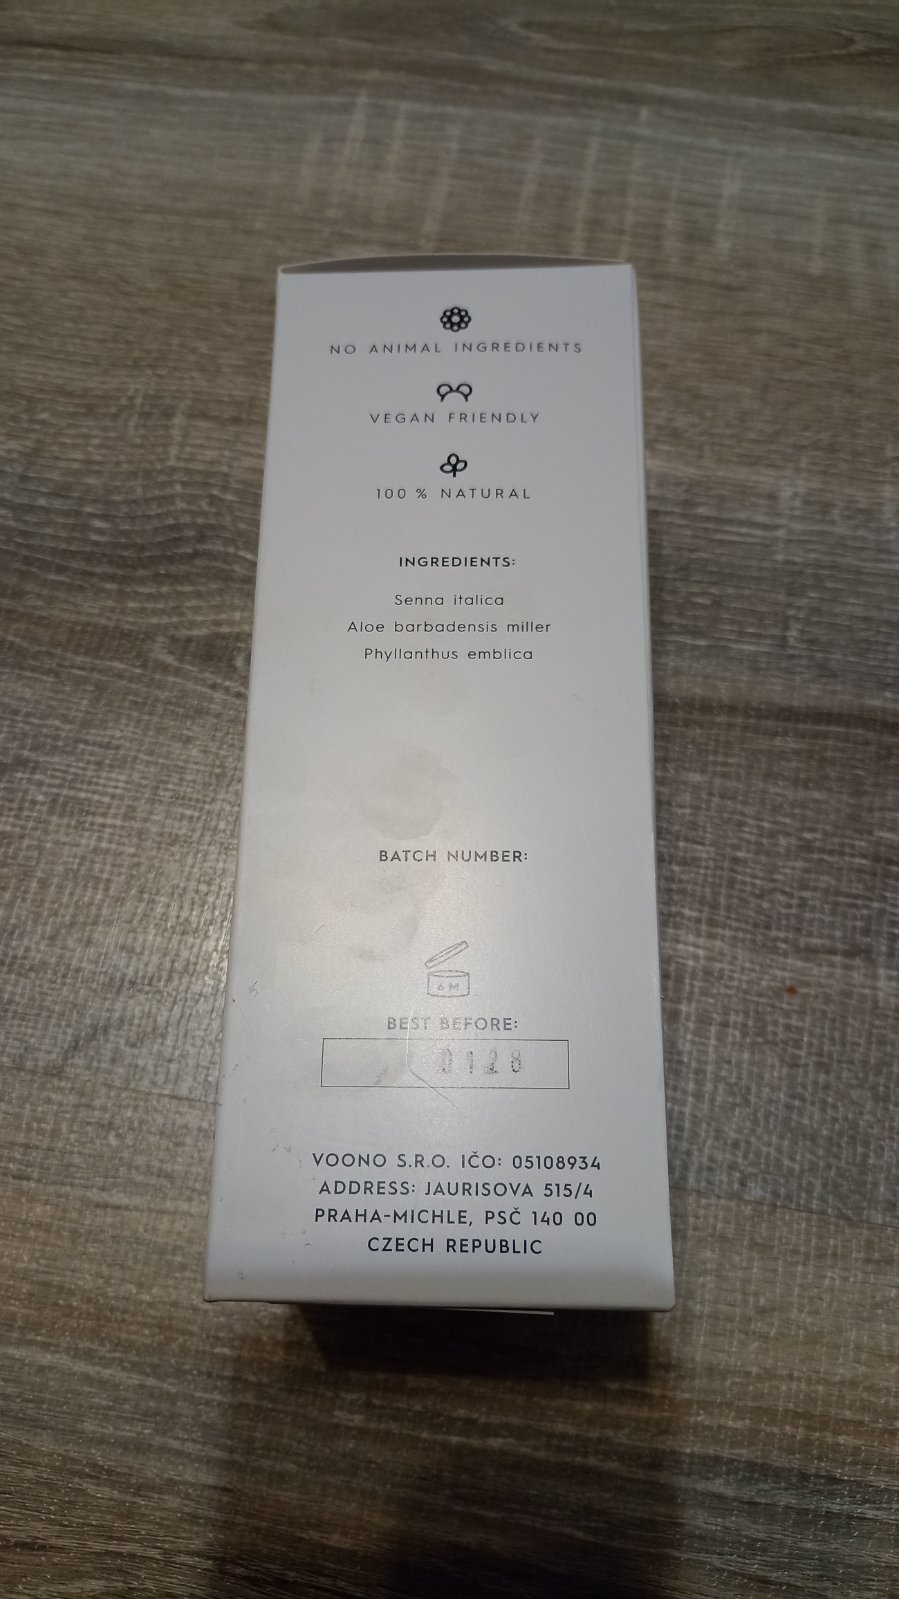 NO ANIMAL INGREDIENTS
VEGAN FRIENDLY
100 % NATURAL
INGREDIENTS:
Senna italica
Aloe barbadensis miller
Phyllanthus emblica
BATCH NUMBER:
6 M
BEST BEFORE:
0128
VOONO S.R.O. IČO: 05108934
ADDRESS: JAURISOVA 515/4
PRAHA-MICHLE, PSČ 140 00
CZECH REPUBLIC